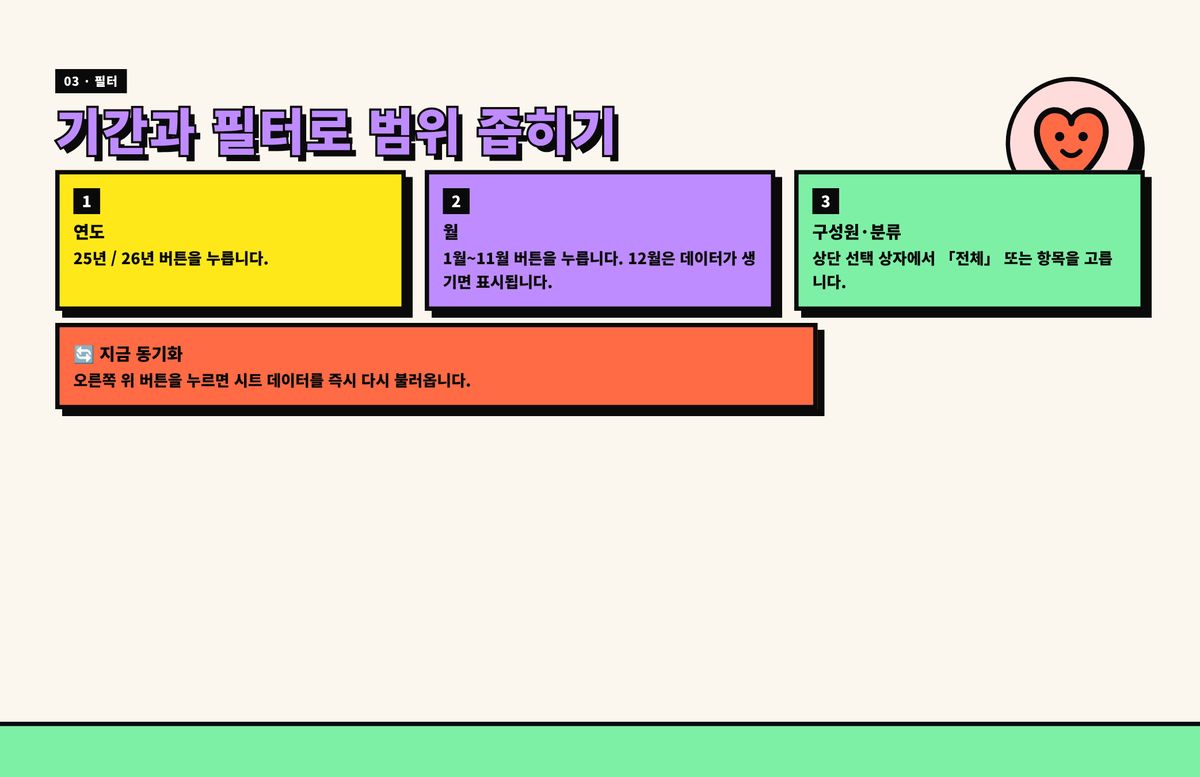 03 · 필터
기간과 필터로 범위 좁히기
1
연도
25년 / 26년 버튼을 누릅니다.
2
월
1월~11월 버튼을 누릅니다. 12월은 데이터가 생
기면 표시됩니다.
3
구성원·분류
상단 선택 상자에서 「전체」 또는 항목을 고릅
니다.
🔄 지금 동기화
오른쪽 위 버튼을 누르면 시트 데이터를 즉시 다시 불러옵니다.